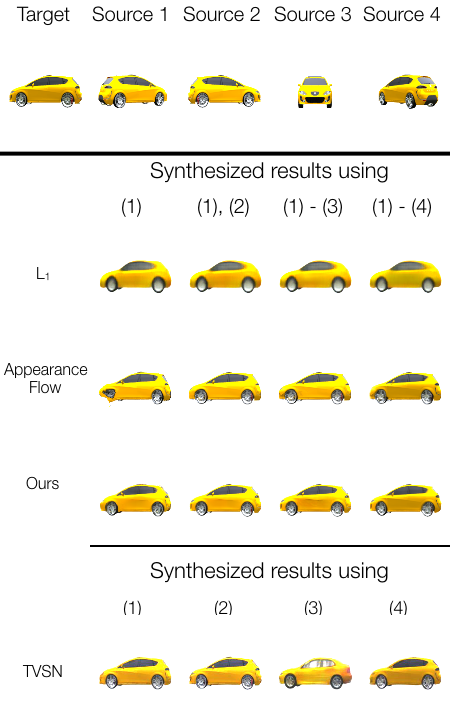 Target Source 1 Source 2 Source 3 Source 4
Synthesized results using
(1) (1), (2) (1) - (3) (1) - (4)
L₁
Appearance
Flow
Ours
Synthesized results using
(1) (2) (3) (4)
TVSN